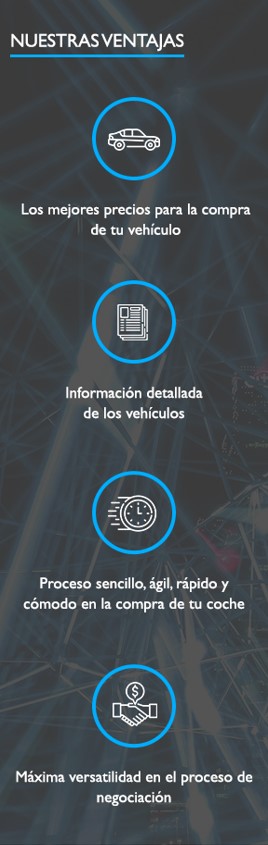 NUESTRAS VENTAJAS
Los mejores precios para la compra
de tu vehículo
Información detallada
de los vehículos
Proceso sencillo, ágil, rápido y
cómodo en la compra de tu coche
$
Máxima versatilidad en el proceso de
negociación